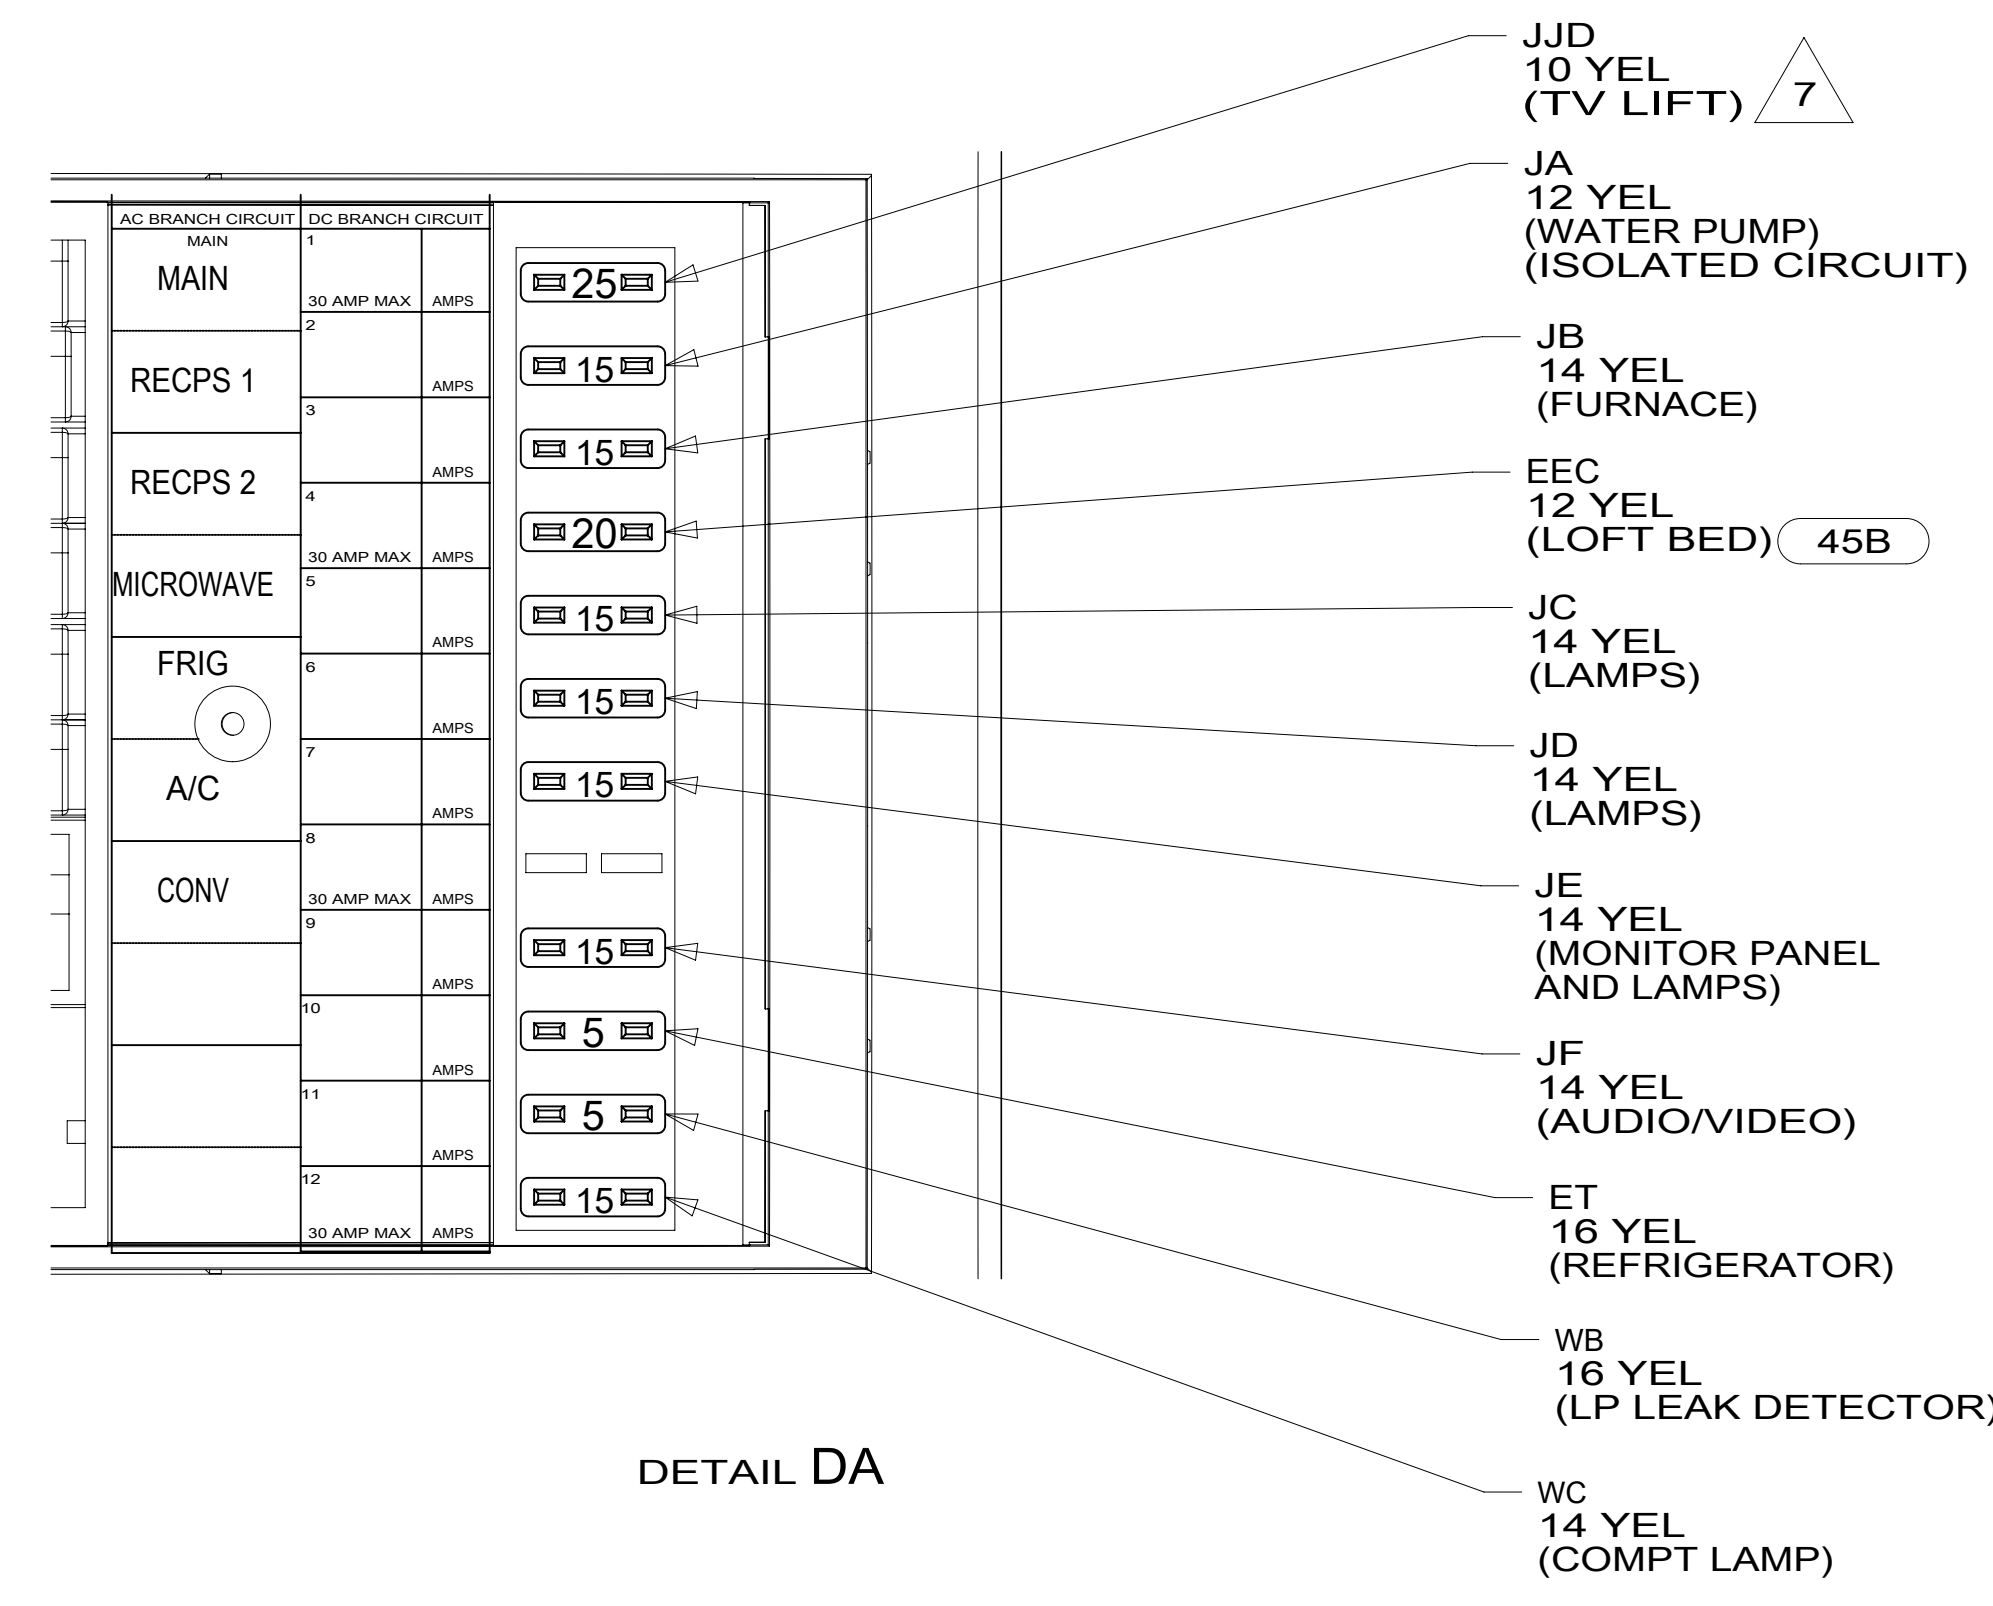 AC BRANCH CIRCUIT
DC BRANCH CIRCUIT
MAIN
MAIN
RECPS 1
RECPS 2
MICROWAVE
FRIG
A/C
CONV
1
30 AMP MAX AMPS
2
AMPS
3
AMPS
4
30 AMP MAX AMPS
5
AMPS
6
AMPS
7
AMPS
8
30 AMP MAX AMPS
9
AMPS
10
AMPS
11
AMPS
12
30 AMP MAX AMPS
25
15
15
20
15
15
15
15
5
5
15
JJD
10 YEL
(TV LIFT)
7
JA
12 YEL
(WATER PUMP)
(ISOLATED CIRCUIT)
JB
14 YEL
(FURNACE)
EEC
12 YEL
(LOFT BED)
45B
JC
14 YEL
(LAMPS)
JD
14 YEL
(LAMPS)
JE
14 YEL
(MONITOR PANEL
AND LAMPS)
JF
14 YEL
(AUDIO/VIDEO)
ET
16 YEL
(REFRIGERATOR)
WB
16 YEL
(LP LEAK DETECTOR)
WC
14 YEL
(COMPT LAMP)
DETAIL DA